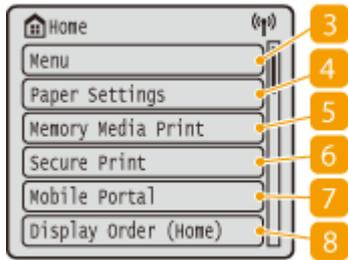 Home
3
Menu
4
Paper Settings
5
Memory Media Print
6
Secure Print
7
Mobile Portal
8
Display Order (Home)